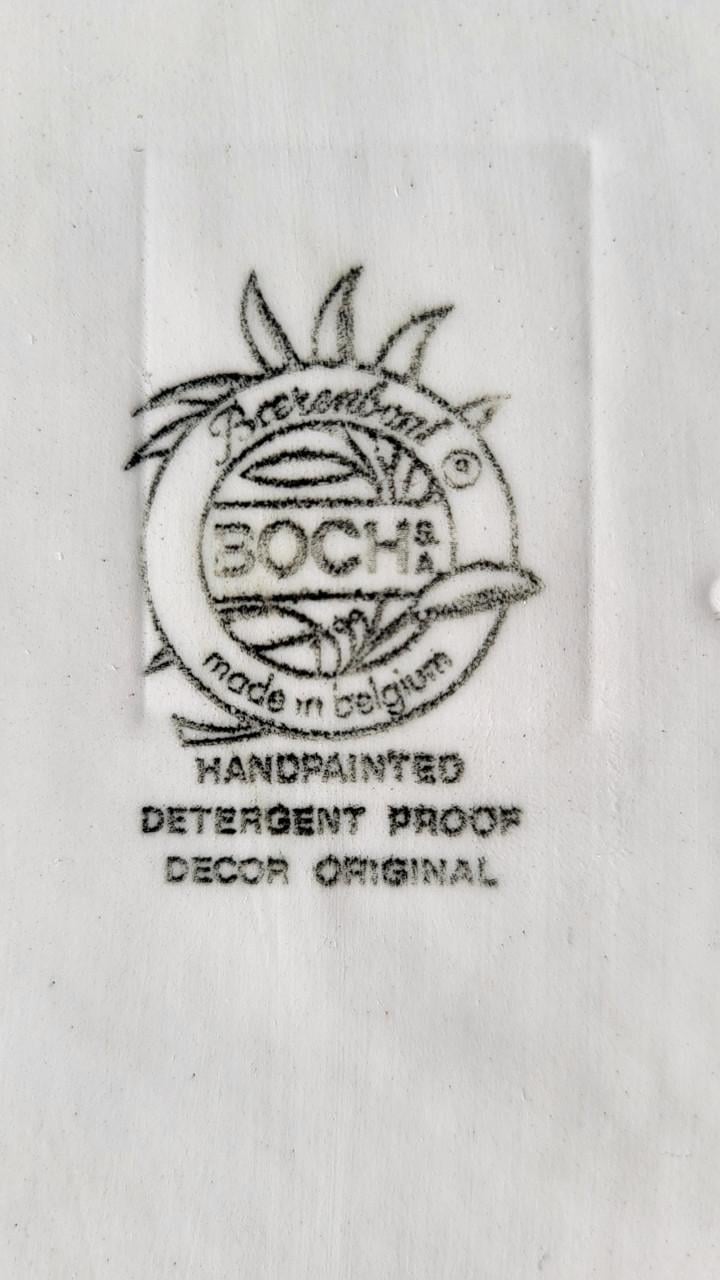 Boerenbont ®
BOCH S.A.
made in belgium
HANDPAINTED
DETERGENT PROOF
DECOR ORIGINAL